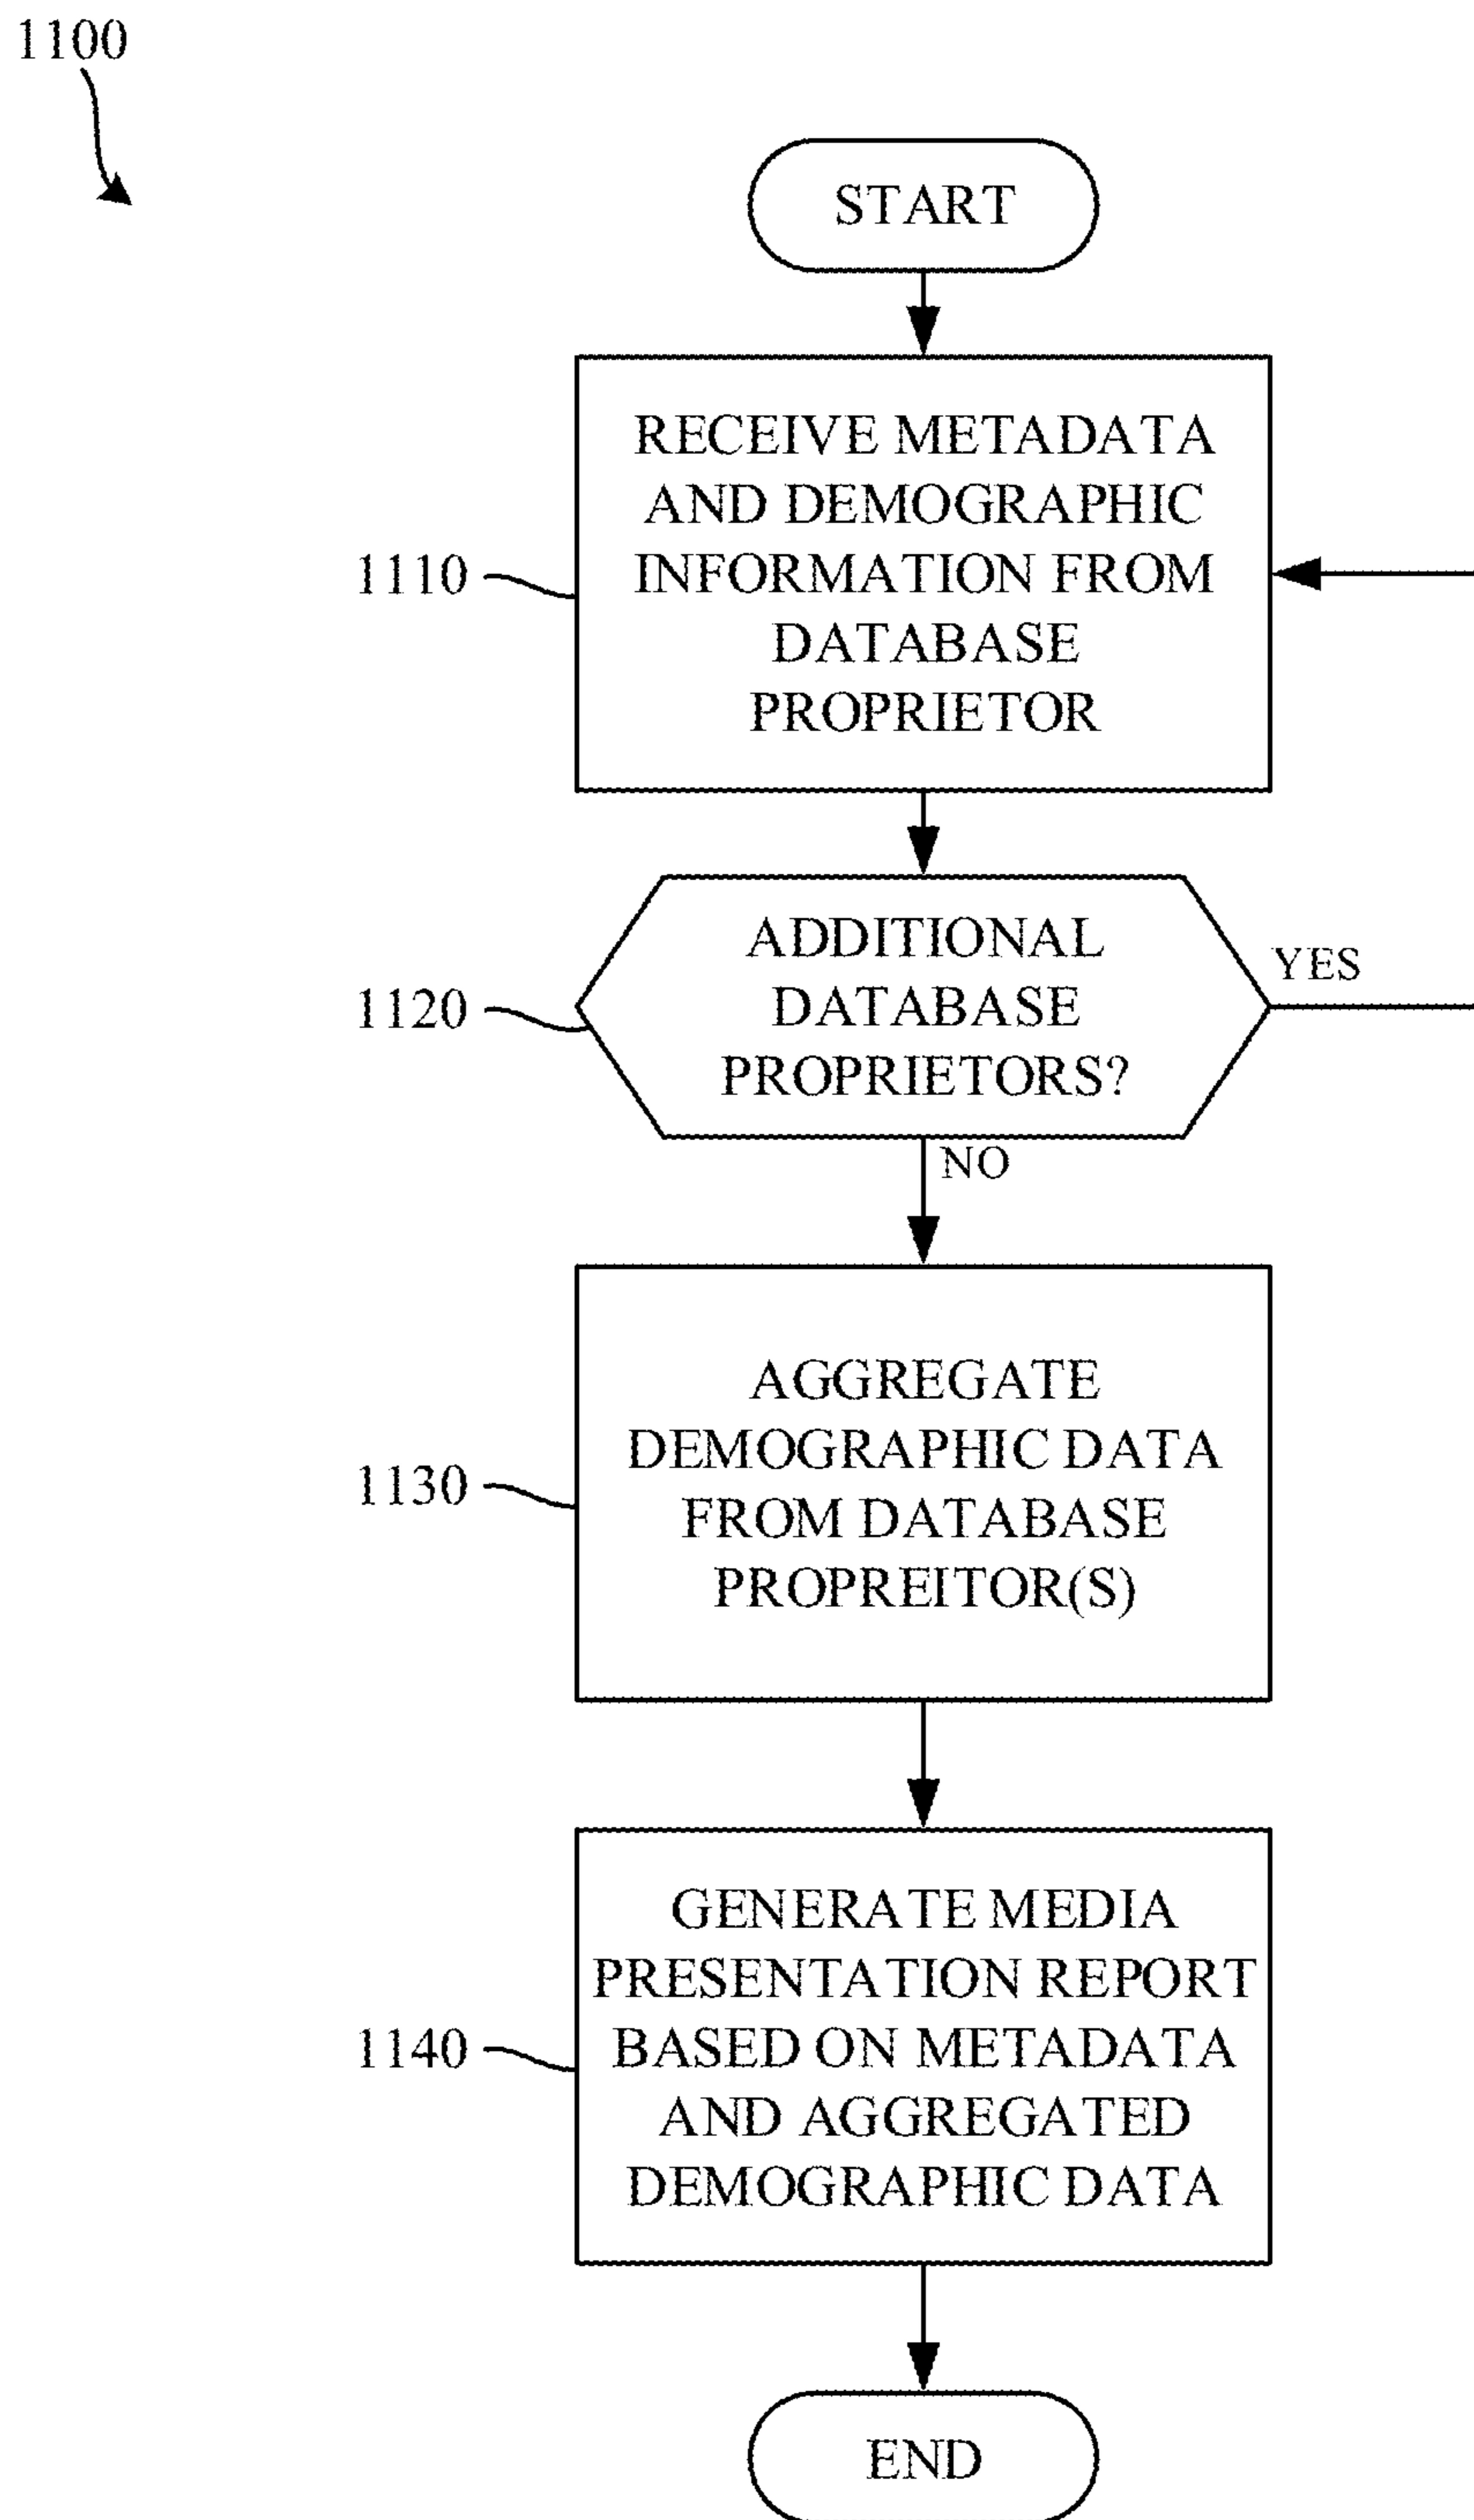 1100
START
RECEIVE METADATA
AND DEMOGRAPHIC
INFORMATION FROM
DATABASE
PROPRIETOR
1110
ADDITIONAL
DATABASE
PROPRIETORS?
YES
1120
NO
AGGREGATE
DEMOGRAPHIC DATA
FROM DATABASE
PROPREITOR(S)
1130
GENERATE MEDIA
PRESENTATION REPORT
BASED ON METADATA
AND AGGREGATED
DEMOGRAPHIC DATA
1140
END